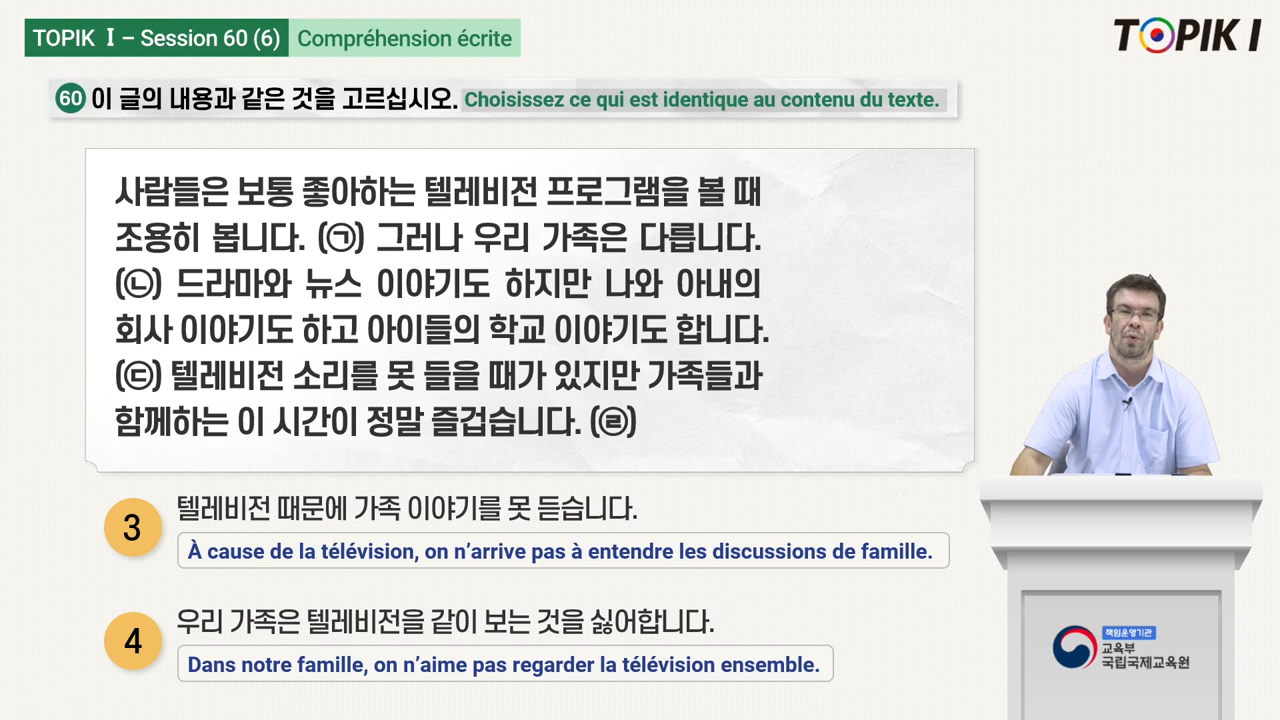 TOPIK Ⅰ – Session 60 (6) Compréhension écrite
TOPIK I
60 이 글의 내용과 같은 것을 고르십시오. Choisissez ce qui est identique au contenu du texte.
사람들은 보통 좋아하는 텔레비전 프로그램을 볼 때
조용히 봅니다. (㉠) 그러나 우리 가족은 다릅니다.
(㉡) 드라마와 뉴스 이야기도 하지만 나와 아내의
회사 이야기도 하고 아이들의 학교 이야기도 합니다.
(㉢) 텔레비전 소리를 못 들을 때가 있지만 가족들과
함께하는 이 시간이 정말 즐겁습니다. (㉣)
3 텔레비전 때문에 가족 이야기를 못 듣습니다.
À cause de la télévision, on n’arrive pas à entendre les discussions de famille.
4 우리 가족은 텔레비전을 같이 보는 것을 싫어합니다.
Dans notre famille, on n’aime pas regarder la télévision ensemble.
책임운영기관
교육부
국립국제교육원